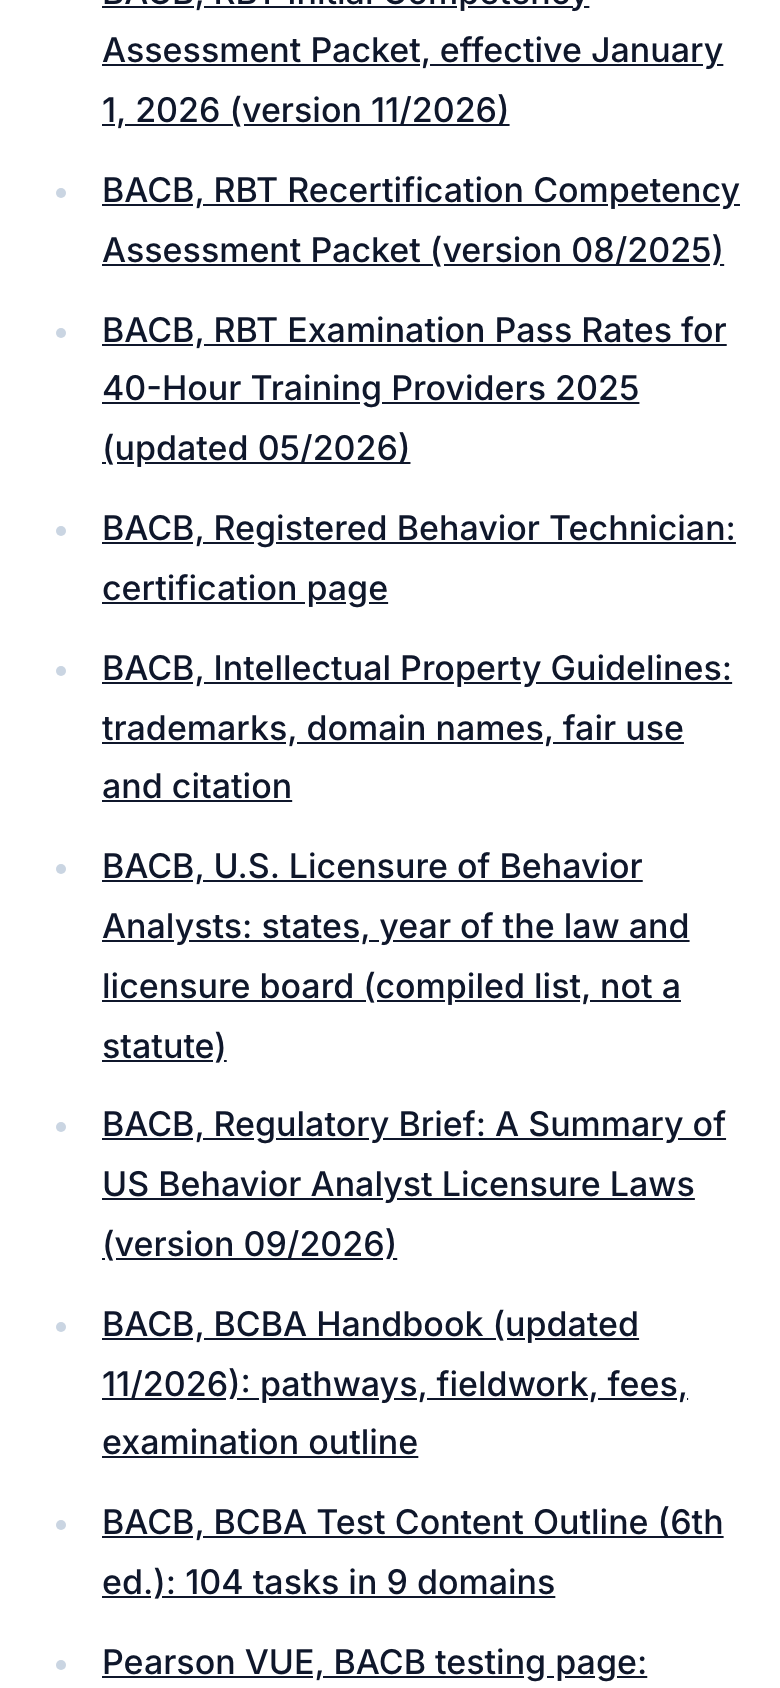 BACB, RBT Initial Competency
Assessment Packet, effective January
1, 2026 (version 11/2026)
BACB, RBT Recertification Competency
Assessment Packet (version 08/2025)
BACB, RBT Examination Pass Rates for
40-Hour Training Providers 2025
(updated 05/2026)
BACB, Registered Behavior Technician:
certification page
BACB, Intellectual Property Guidelines:
trademarks, domain names, fair use
and citation
BACB, U.S. Licensure of Behavior
Analysts: states, year of the law and
licensure board (compiled list, not a
statute)
BACB, Regulatory Brief: A Summary of
US Behavior Analyst Licensure Laws
(version 09/2026)
BACB, BCBA Handbook (updated
11/2026): pathways, fieldwork, fees,
examination outline
BACB, BCBA Test Content Outline (6th
ed.): 104 tasks in 9 domains
Pearson VUE, BACB testing page: